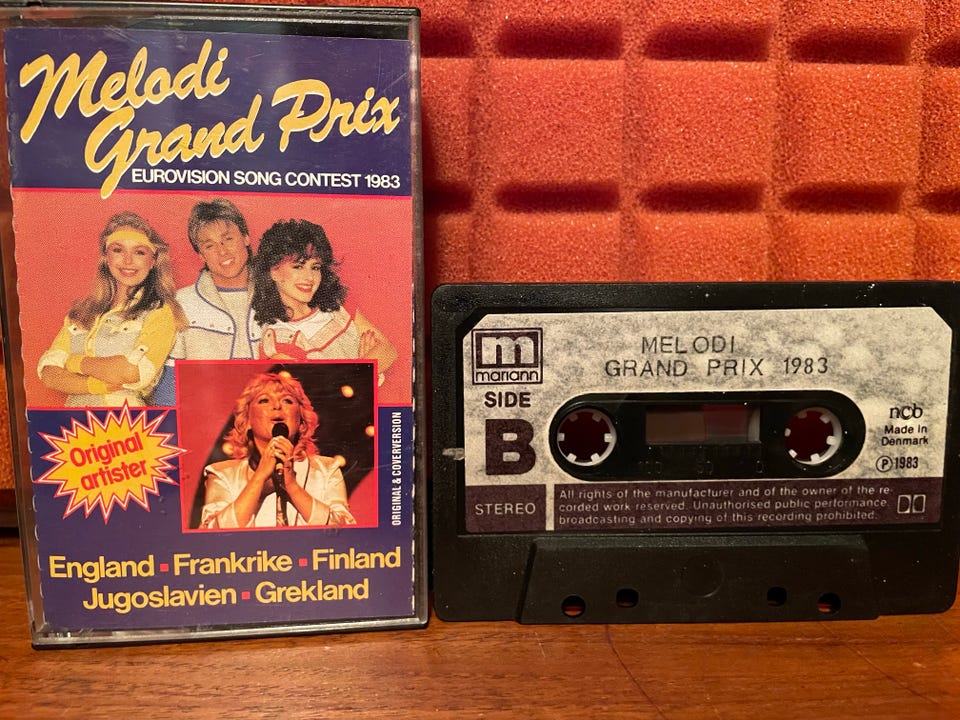 Melodi
Grand Prix
EUROVISION SONG CONTEST 1983
Original
artister
ORIGINAL & COVERVERSION
England ▪ Frankrike ▪ Finland
Jugoslavien ▪ Grekland
m
mariann
MELODI
GRAND PRIX 1983
SIDE
B
STEREO
ncb
Made in
Denmark
Ⓟ1983
All rights of the manufacturer and of the owner of the re-
corded work reserved. Unauthorised public performance,
broadcasting and copying of this recording prohibited.